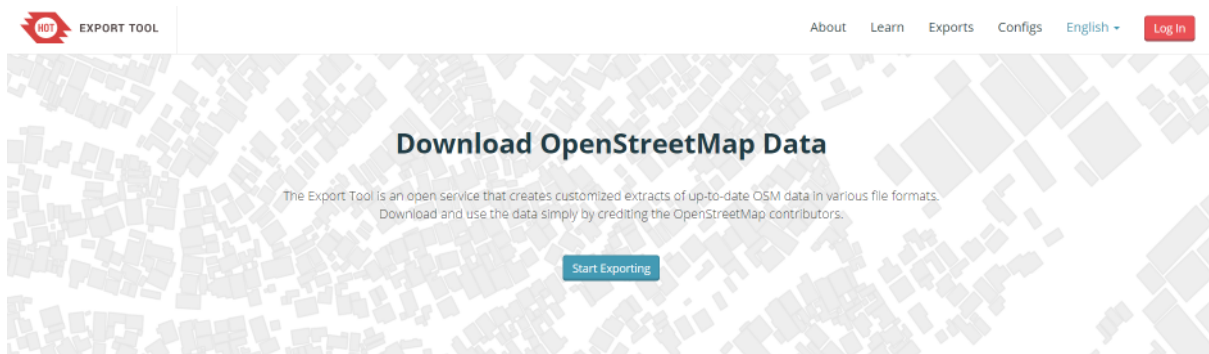 HOT EXPORT TOOL About Learn Exports Configs English Log In
Download OpenStreetMap Data
The Export Tool is an open service that creates customized extracts of up-to-date OSM data in various file formats.
Download and use the data simply by crediting the OpenStreetMap contributors.
Start Exporting